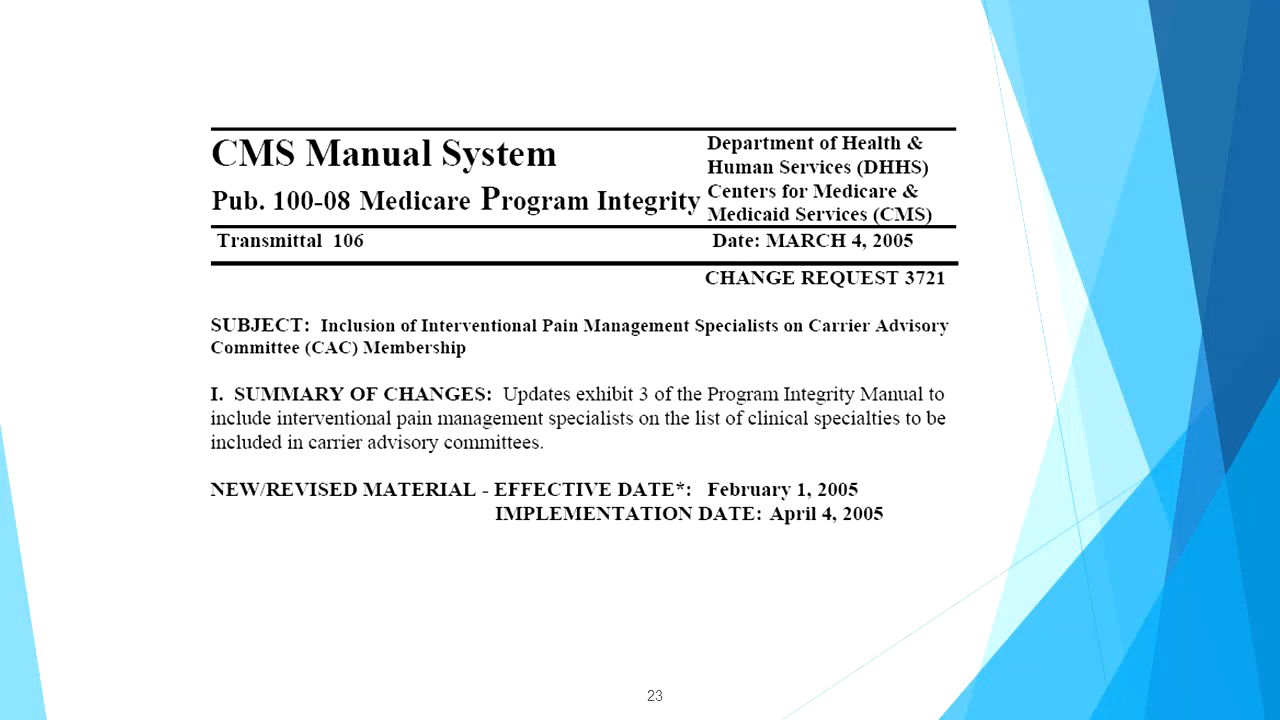 CMS Manual System
Pub. 100-08 Medicare Program Integrity
Department of Health &
Human Services (DHHS)
Centers for Medicare &
Medicaid Services (CMS)
Transmittal 106
Date: MARCH 4, 2005
CHANGE REQUEST 3721
SUBJECT: Inclusion of Interventional Pain Management Specialists on Carrier Advisory
Committee (CAC) Membership
I. SUMMARY OF CHANGES: Updates exhibit 3 of the Program Integrity Manual to
include interventional pain management specialists on the list of clinical specialties to be
included in carrier advisory committees.
NEW/REVISED MATERIAL - EFFECTIVE DATE*: February 1, 2005
IMPLEMENTATION DATE: April 4, 2005
23